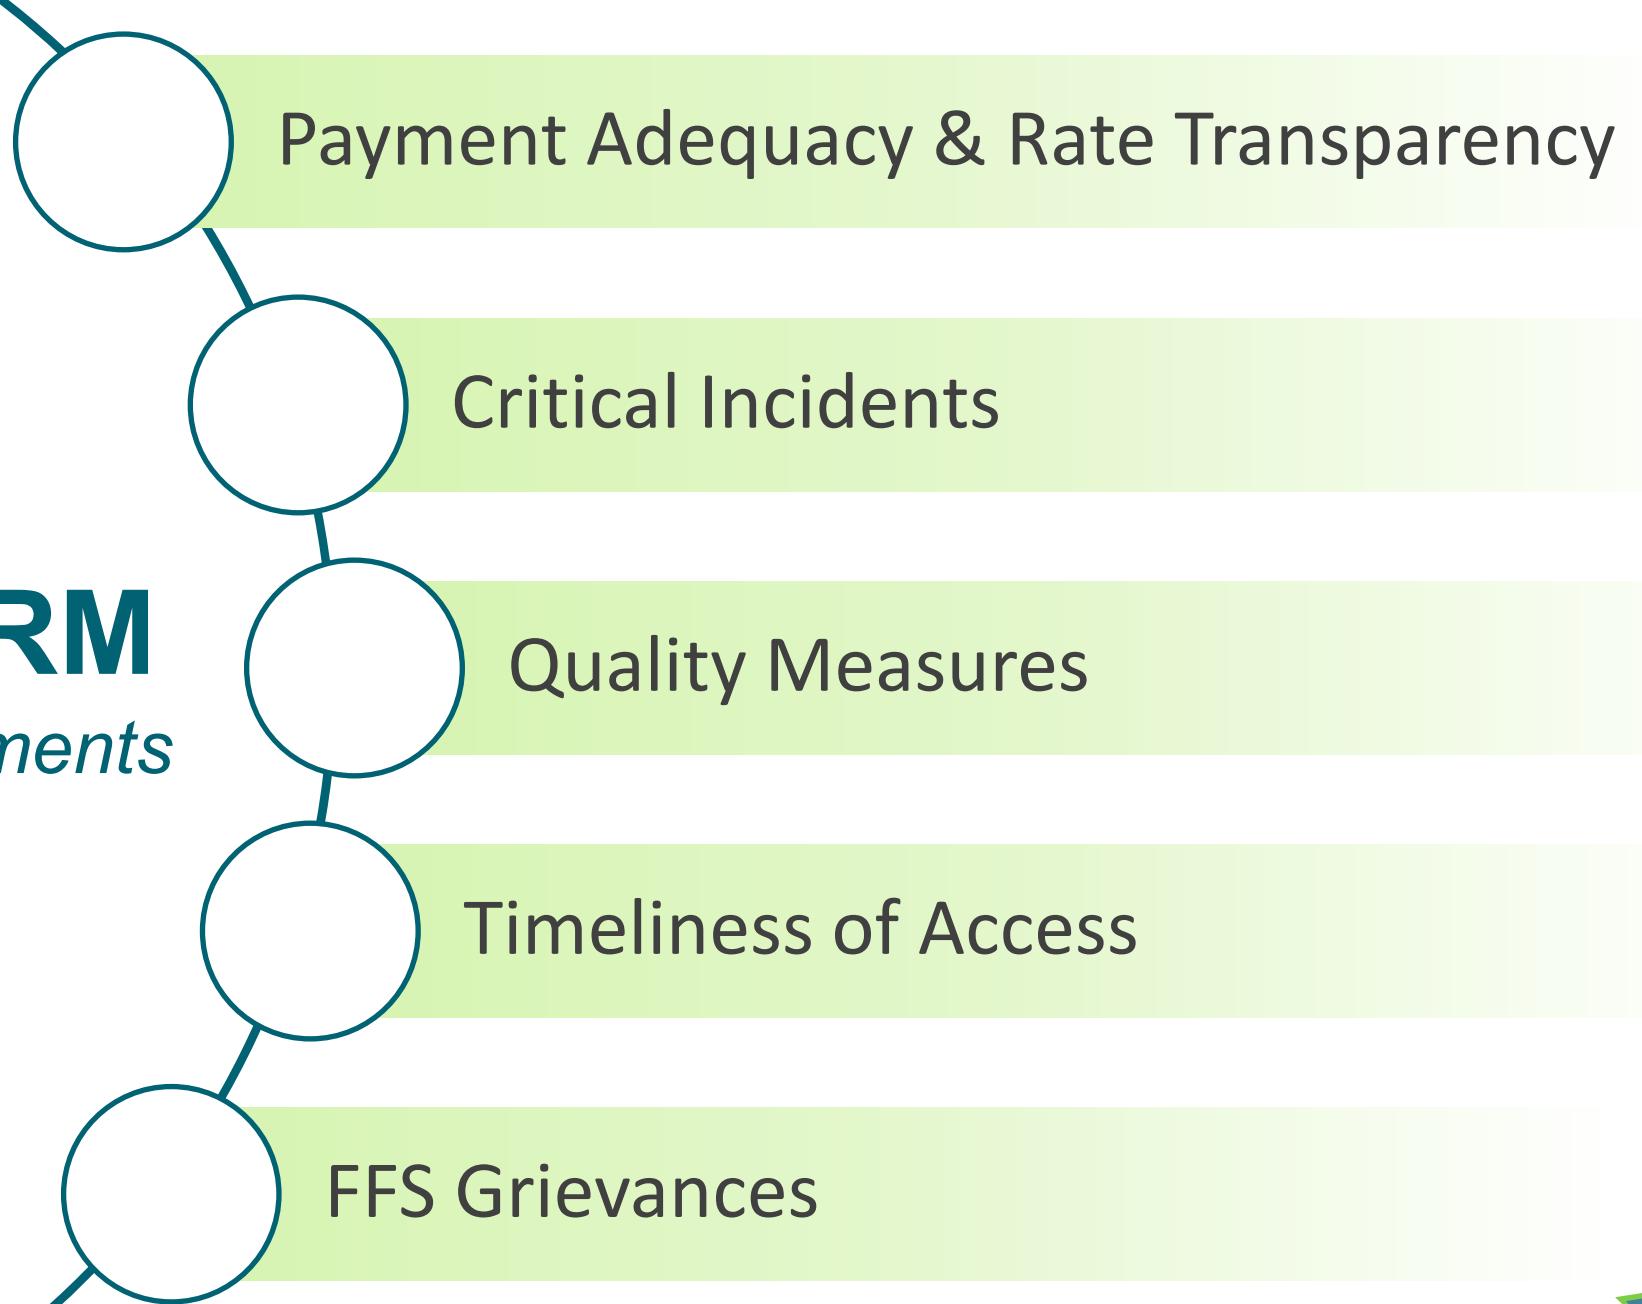 Payment Adequacy & Rate Transparency
Critical Incidents
RM
ments
Quality Measures
Timeliness of Access
FFS Grievances